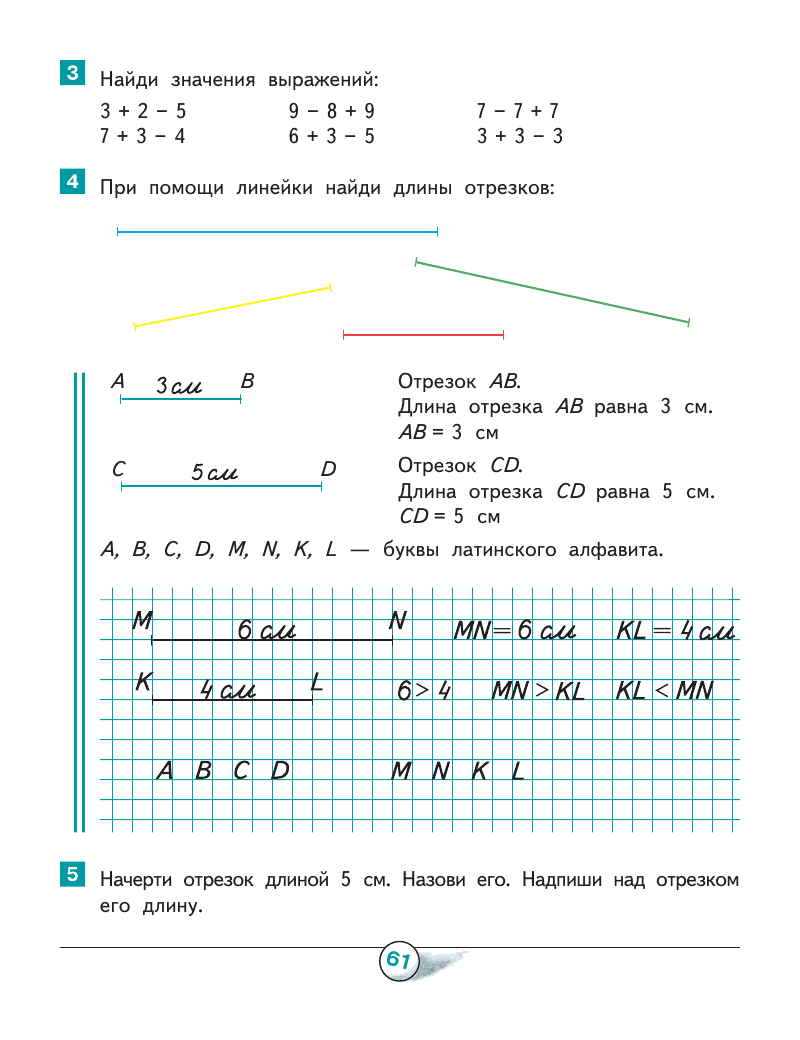 3 Найди значения выражений:
3 + 2 – 5 9 – 8 + 9 7 – 7 + 7
7 + 3 – 4 6 + 3 – 5 3 + 3 – 3
4 При помощи линейки найди длины отрезков:
A 3 см B
Отрезок AB.
Длина отрезка AB равна 3 см.
AB = 3 см
C 5 см D
Отрезок CD.
Длина отрезка CD равна 5 см.
CD = 5 см
A, B, C, D, M, N, K, L — буквы латинского алфавита.
M 6 см N MN = 6 см KL = 4 см
K 4 см L 6 > 4 MN > KL KL < MN
A B C D M N K L
5 Начерти отрезок длиной 5 см. Назови его. Надпиши над отрезком
его длину.
61